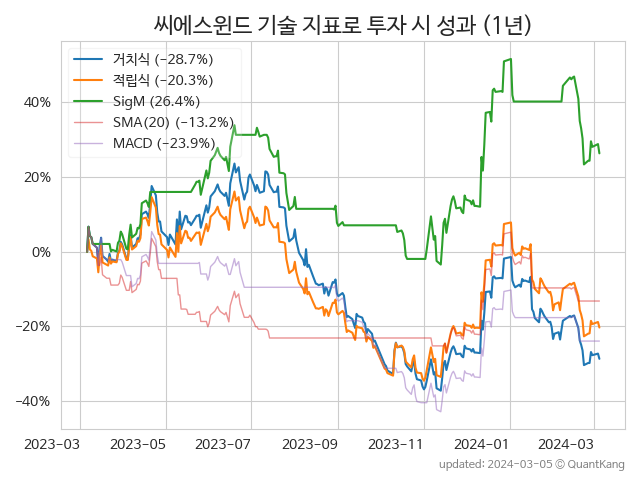 씨에스윈드 기술 지표로 투자 시 성과 (1년)
거치식 (−28.7%)
적립식 (−20.3%)
SigM (26.4%)
SMA(20) (−13.2%)
MACD (−23.9%)
40%
20%
0%
−20%
−40%
2023−03 2023−05 2023−07 2023−09 2023−11 2024−01 2024−03
updated: 2024−03−05 © QuantKang